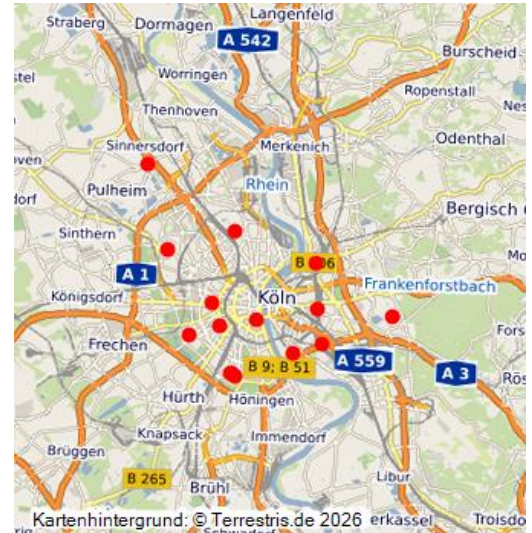 Langenfeld
Straberg
Dormagen
A 542
Burscheid
Worringen
Ropenstall
Thenhoven
Sinnersdorf
Merkenich
Odenthal
Pulheim
Rhein
Bergisch
Sinthern
A 1
B
06
Frankenforstbach
Königsdorf
Köln
Frechen
A 559
A 3
B 9; B 51
Hürth
Höningen
Knapsack
Immendorf
Brüggen
B 265
Brühl
Libur
Kartenhintergrund: © Terrestris.de 2026
erkassel
Troisdo